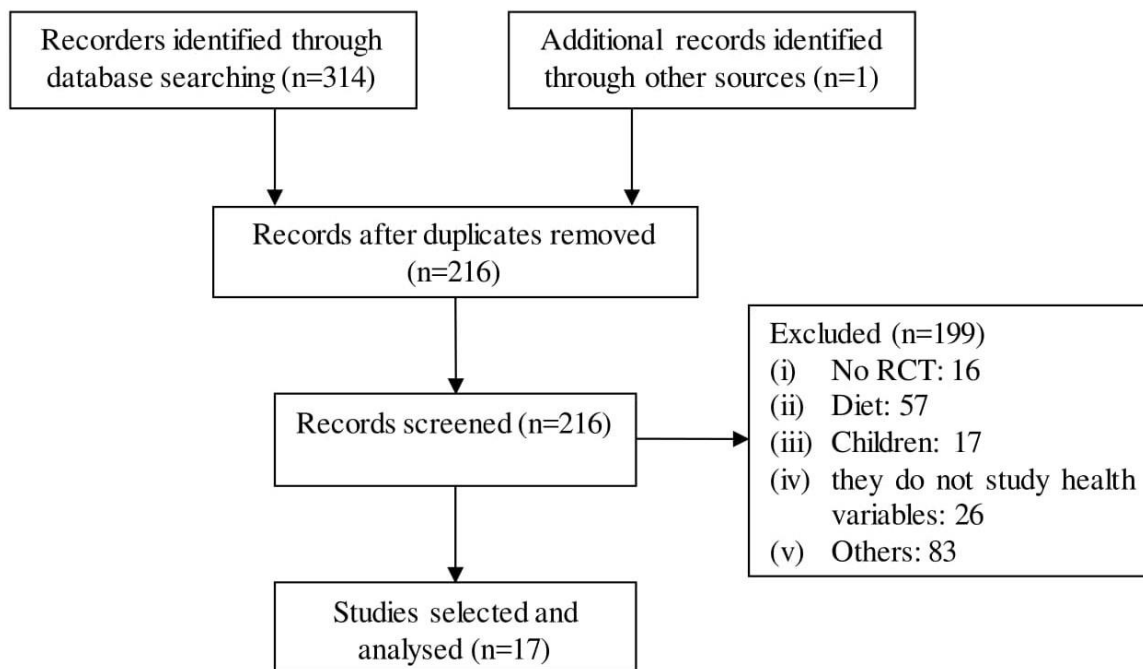 Recorders identified through
database searching (n=314)
Additional records identified
through other sources (n=1)
Records after duplicates removed
(n=216)
Records screened (n=216)
Excluded (n=199)
(i) No RCT: 16
(ii) Diet: 57
(iii) Children: 17
(iv) they do not study health
variables: 26
(v) Others: 83
Studies selected and
analysed (n=17)